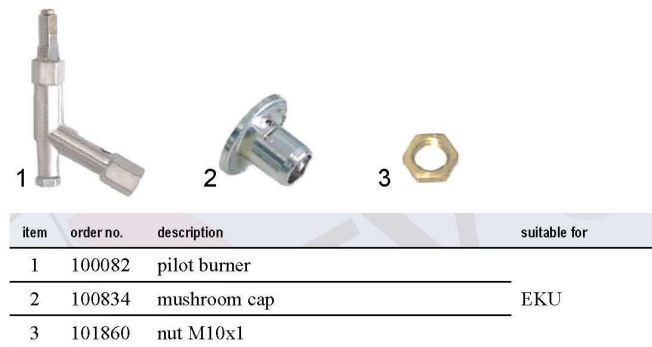 1 2 3
item order no. description suitable for
1 100082 pilot burner
2 100834 mushroom cap EKU
3 101860 nut M10x1